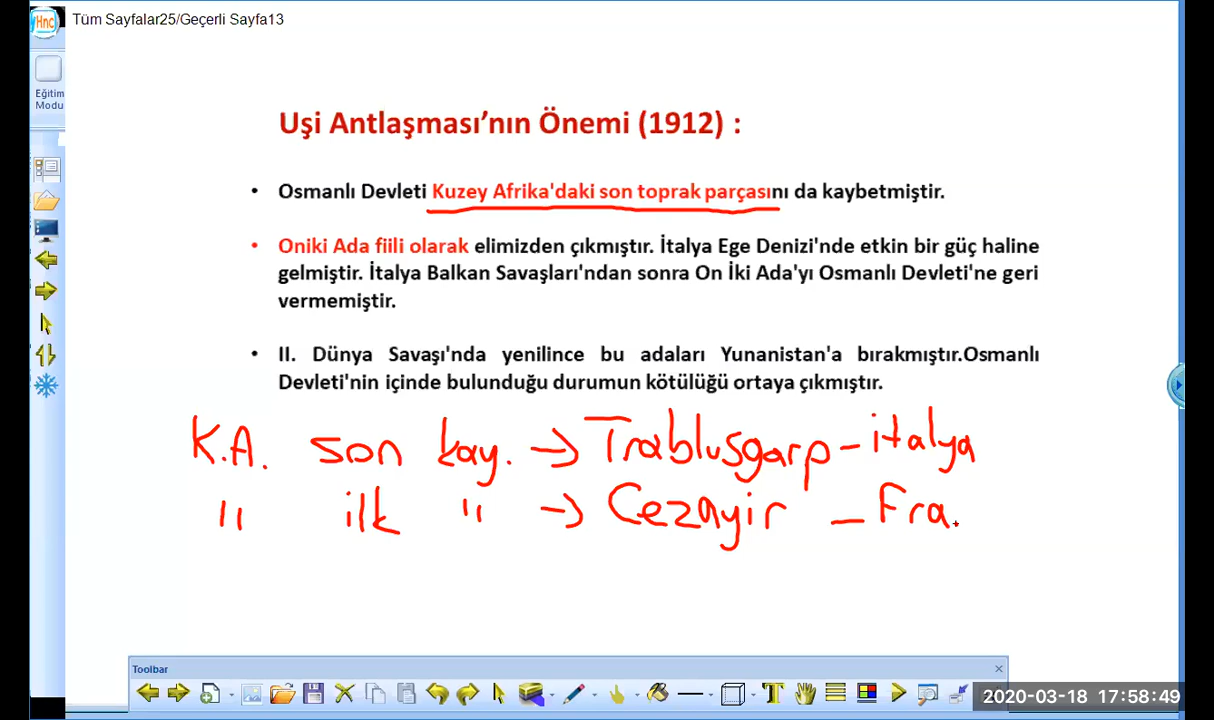 Hnc
Tüm Sayfalar25/Geçerli Sayfa13
Eğitim
Modu
Uşi Antlaşması’nın Önemi (1912) :
• Osmanlı Devleti Kuzey Afrika'daki son toprak parçasını da kaybetmiştir.
• Oniki Ada fiili olarak elimizden çıkmıştır. İtalya Ege Denizi'nde etkin bir güç haline
gelmiştir. İtalya Balkan Savaşları'ndan sonra On İki Ada'yı Osmanlı Devleti'ne geri
vermemiştir.
• II. Dünya Savaşı'nda yenilince bu adaları Yunanistan'a bırakmıştır.Osmanlı
Devleti'nin içinde bulunduğu durumun kötülüğü ortaya çıkmıştır.
K.A. son kay. → Trablusgarp - italya
" ilk " → Cezayir - Fra.
Toolbar
2020-03-18 17:58:49